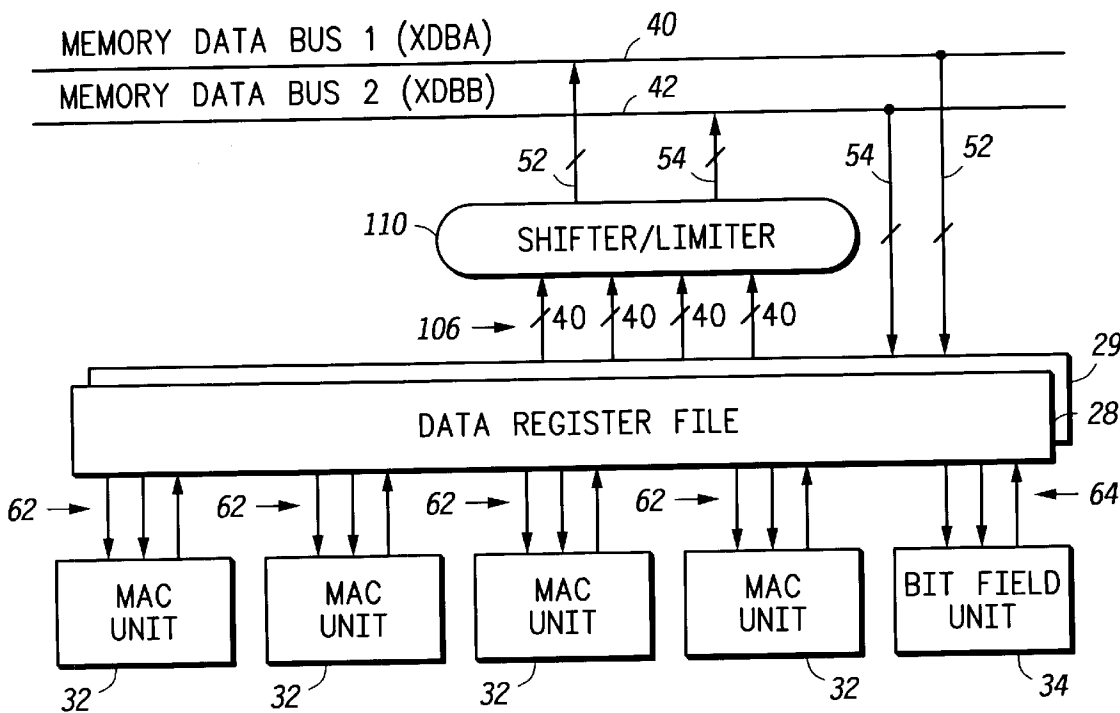 MEMORY DATA BUS 1 (XDBA)
40
MEMORY DATA BUS 2 (XDBB)
42
52
54
54
52
110
SHIFTER/LIMITER
106
40
40
40
40
29
28
DATA REGISTER FILE
62
62
62
62
64
MAC
UNIT
MAC
UNIT
MAC
UNIT
MAC
UNIT
BIT FIELD
UNIT
32
32
32
32
34